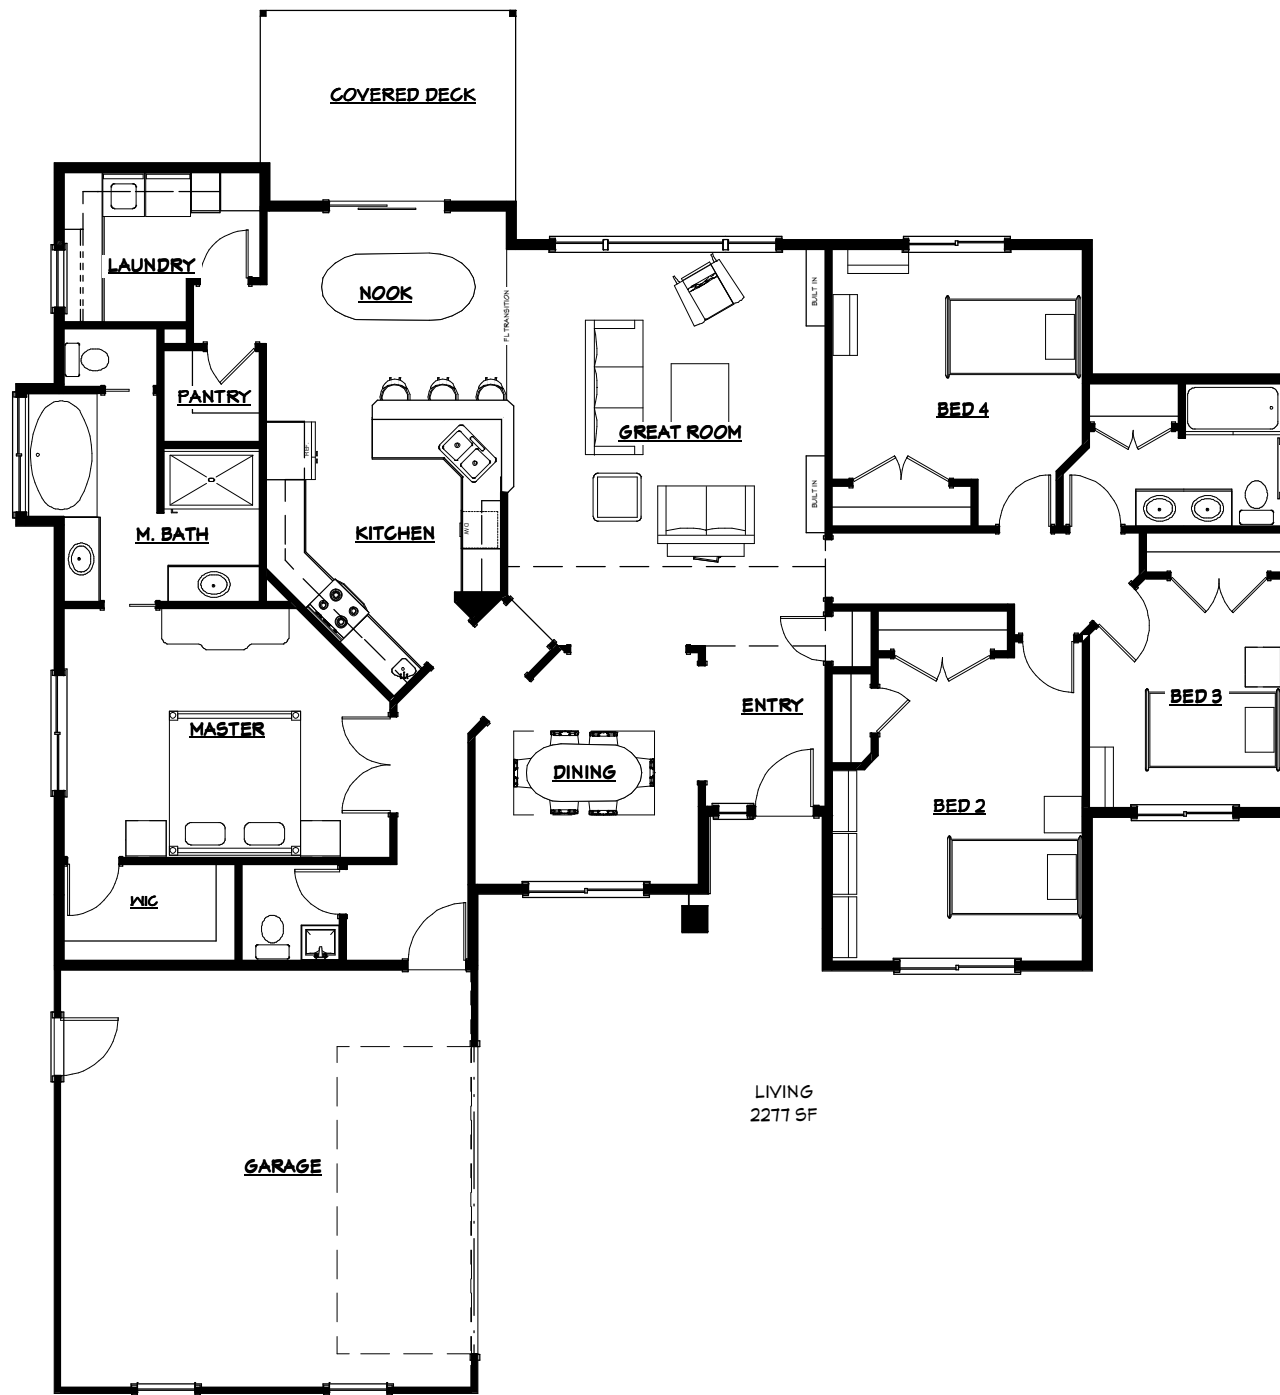 COVERED DECK
LAUNDRY
NOOK
FL TRANSITION
BUILT IN
PANTRY
GREAT ROOM
BED 4
REF.
BUILT IN
M. BATH
KITCHEN
MASTER
ENTRY
BED 3
DINING
BED 2
WIC
LIVING
2277 SF
GARAGE